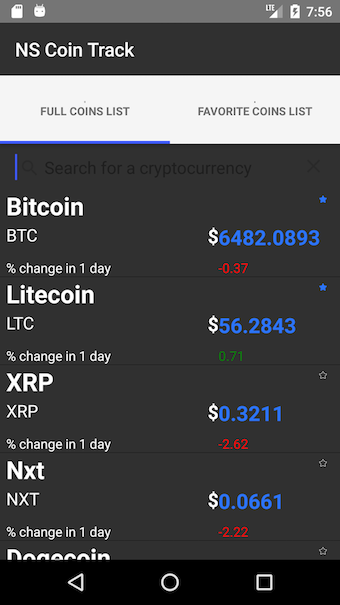 LTE 7:56
NS Coin Track
FULL COINS LIST FAVORITE COINS LIST
Search for a cryptocurrency
Bitcoin
BTC $6482.0893
% change in 1 day -0.37
Litecoin
LTC $56.2843
% change in 1 day 0.71
XRP
XRP $0.3211
% change in 1 day -2.62
Nxt
NXT $0.0661
% change in 1 day -2.22
Dogecoin